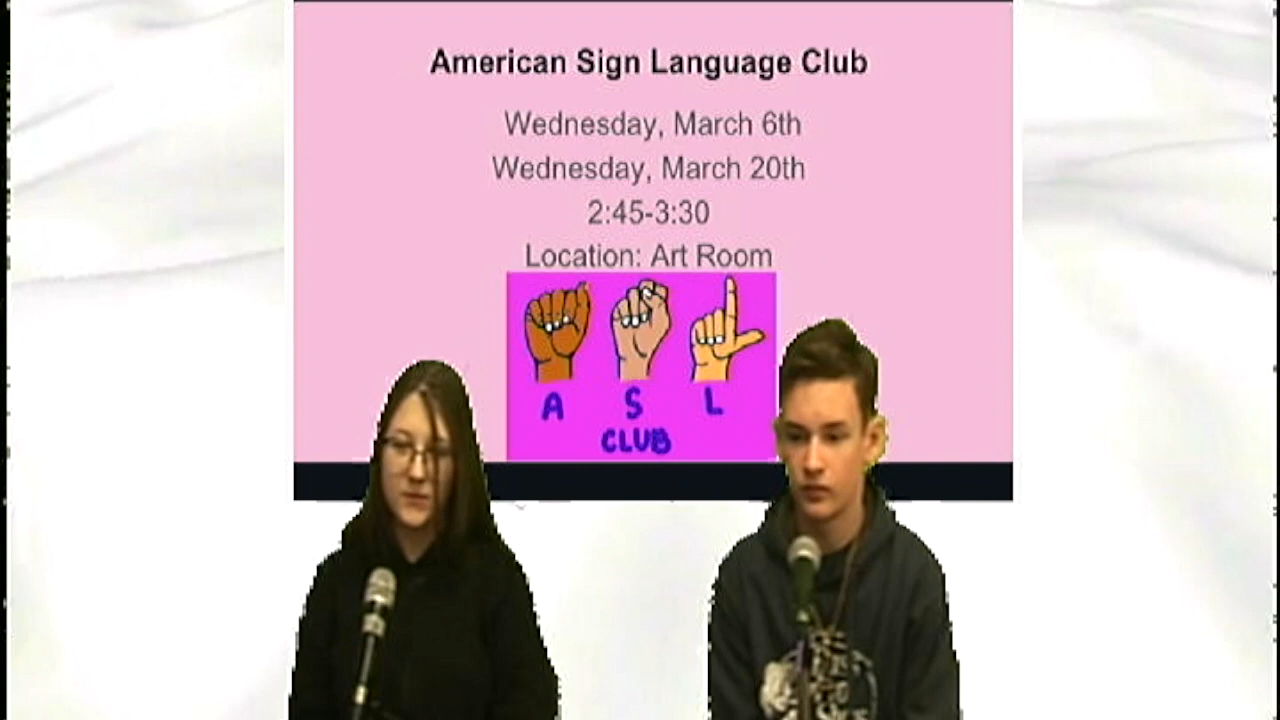 American Sign Language Club
Wednesday, March 6th
Wednesday, March 20th
2:45-3:30
Location: Art Room
A S L
CLUB